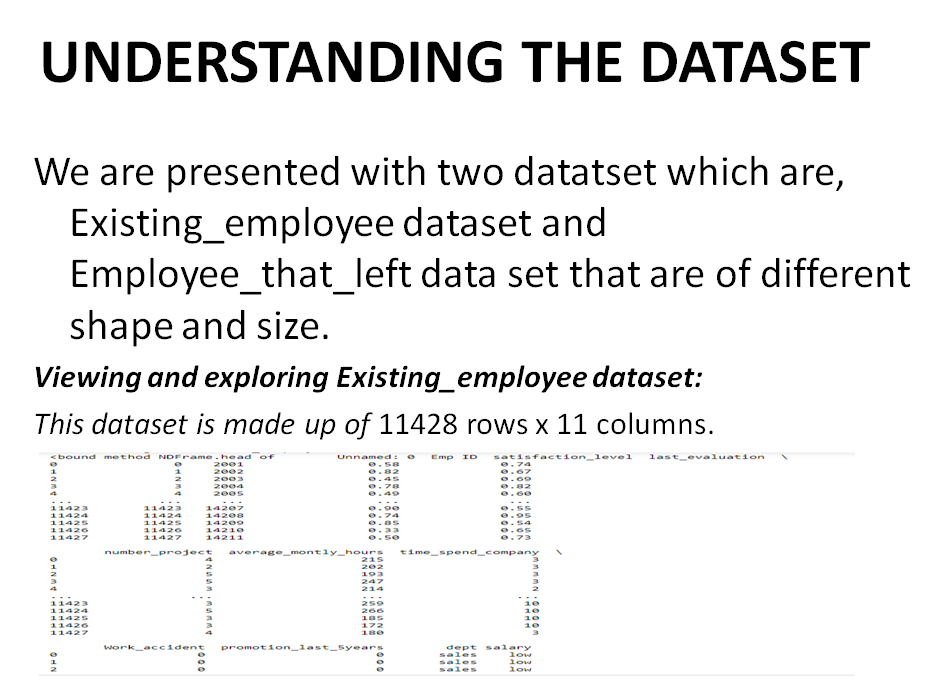 UNDERSTANDING THE DATASET
We are presented with two datatset which are,
Existing_employee dataset and
Employee_that_left data set that are of different
shape and size.
Viewing and exploring Existing_employee dataset:
This dataset is made up of 11428 rows x 11 columns.
<bound method NDFrame.head of Unnamed: 0 Emp ID satisfaction_level last_evaluation \
0 0 2001 0.58 0.74
1 1 2002 0.82 0.67
2 2 2003 0.45 0.69
3 3 2004 0.78 0.82
4 4 2005 0.49 0.60
... ... ... ... ...
11423 11423 14207 0.90 0.55
11424 11424 14208 0.74 0.95
11425 11425 14209 0.85 0.54
11426 11426 14210 0.33 0.65
11427 11427 14211 0.50 0.73
number_project average_montly_hours time_spend_company \
0 4 215 3
1 2 202 3
2 5 193 3
3 5 247 3
4 3 214 2
... ... ... ...
11423 3 259 10
11424 5 266 10
11425 3 185 10
11426 3 172 10
11427 4 180 3
Work_accident promotion_last_5years dept salary
0 0 0 sales low
1 0 0 sales low
2 0 0 sales low